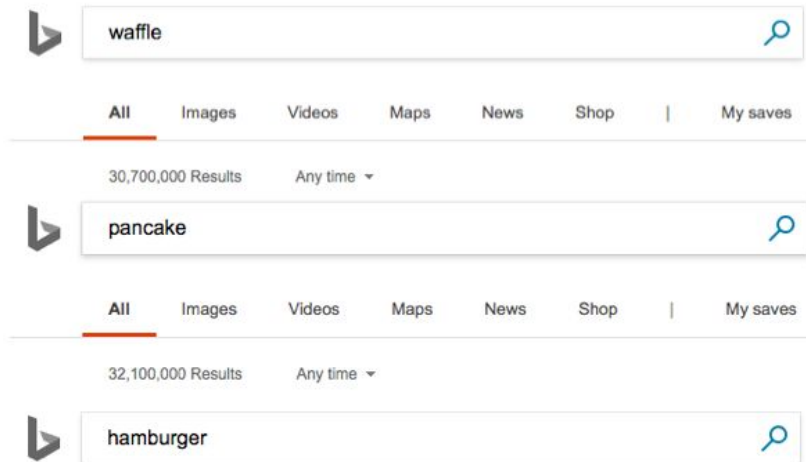 waffle
All Images Videos Maps News Shop | My saves
30,700,000 Results Any time
pancake
All Images Videos Maps News Shop | My saves
32,100,000 Results Any time
hamburger